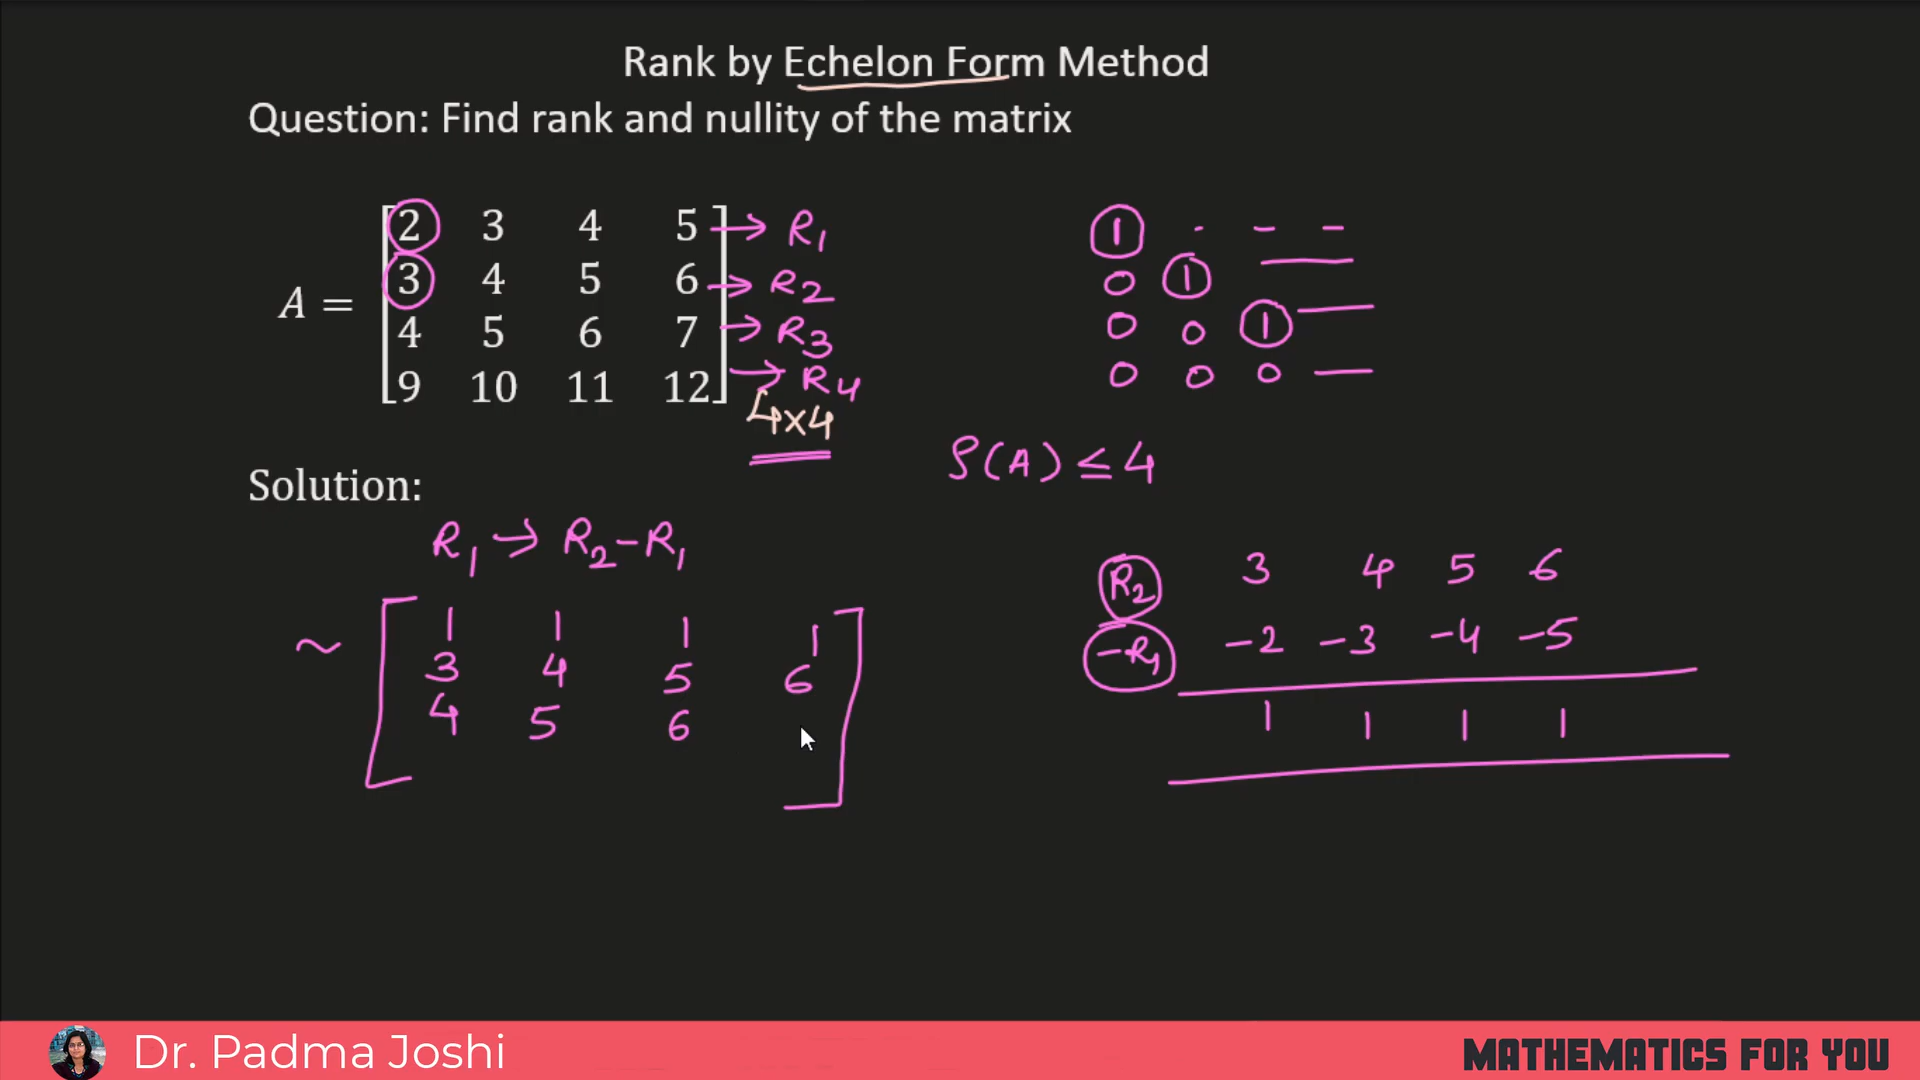 Rank by Echelon Form Method
Question: Find rank and nullity of the matrix
A =
2 3 4 5 → R1
3 4 5 6 → R2
4 5 6 7 → R3
9 10 11 12 → R4
4×4
1 · – –
0 1
0 0 1
0 0 0
ρ(A) ≤ 4
Solution:
R1 → R2 – R1
~
1 1 1 1
3 4 5 6
4 5 6
R2 3 4 5 6
–R1 –2 –3 –4 –5
1 1 1 1
Dr. Padma Joshi
MATHEMATICS FOR YOU